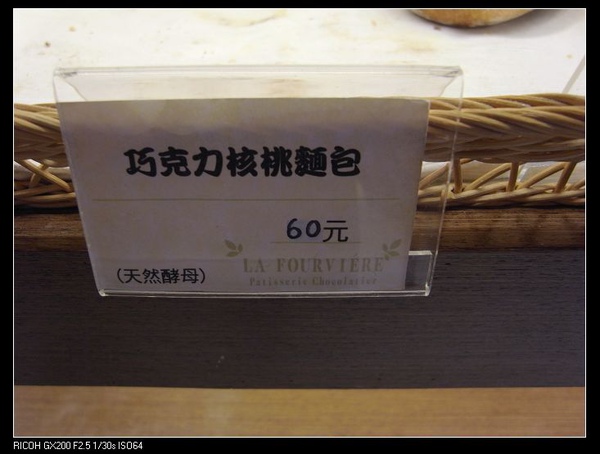 巧克力核桃麵包
60元
(天然酵母)
LA FOURVIÉRE
Patisserie Chocolatier
RICOH GX200 F2.5 1/30s ISO64